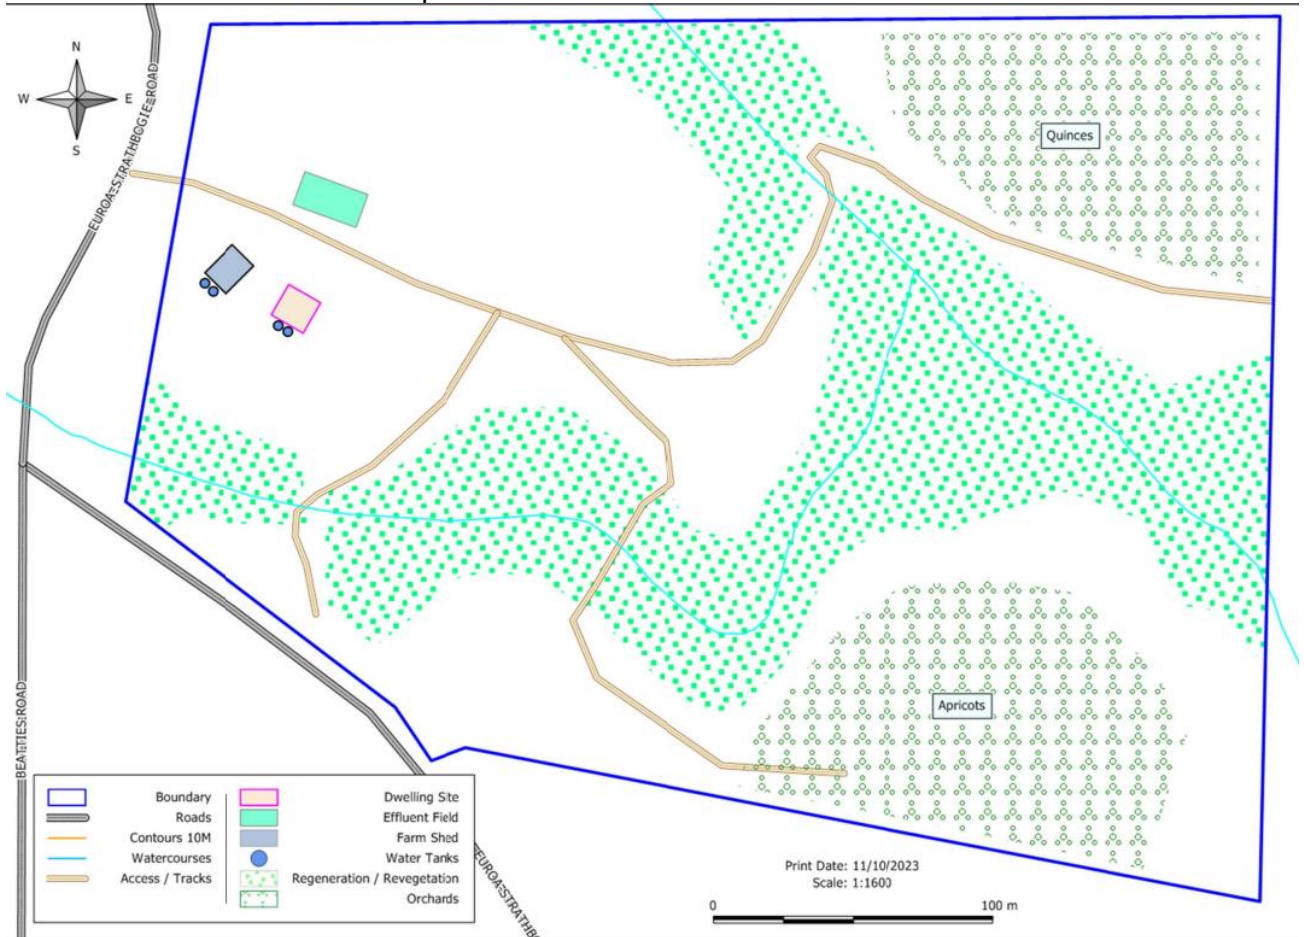 N
W E
S
EUROA-STRATHBOGIE-ROAD
Quinces
Apricots
BEATTIES-ROAD
EUROA-STRATHBO
Boundary
Roads
Contours 10M
Watercourses
Access / Tracks
Dwelling Site
Effluent Field
Farm Shed
Water Tanks
Regeneration / Revegetation
Orchards
Print Date: 11/10/2023
Scale: 1:1600
0 100 m